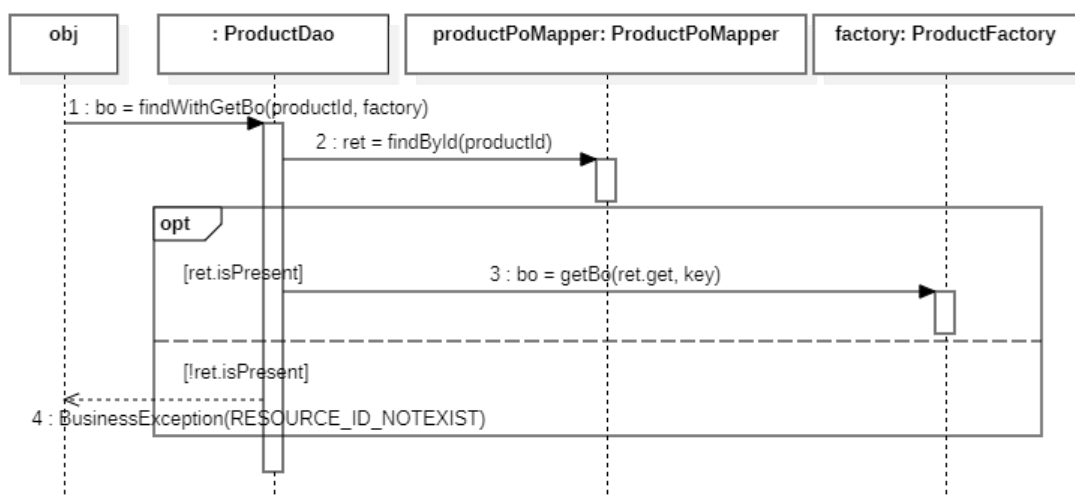 obj
: ProductDao
productPoMapper: ProductPoMapper
factory: ProductFactory
1 : bo = findWithGetBo(productId, factory)
2 : ret = findById(productId)
opt
[ret.isPresent]
3 : bo = getBo(ret.get, key)
[!ret.isPresent]
4 : BusinessException(RESOURCE_ID_NOTEXIST)